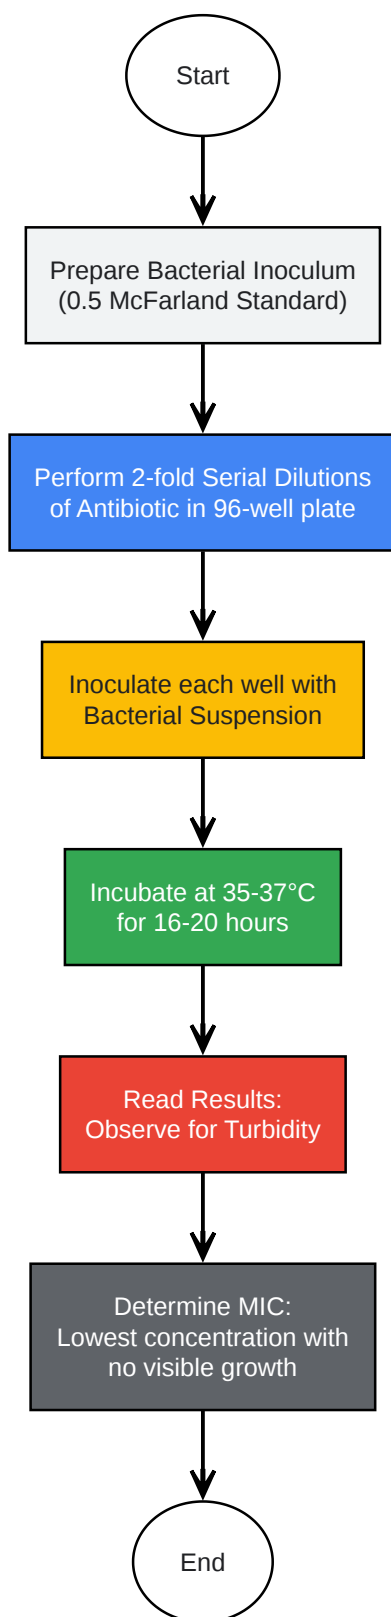 Start
Prepare Bacterial Inoculum
(0.5 McFarland Standard)
Perform 2-fold Serial Dilutions
of Antibiotic in 96-well plate
Inoculate each well with
Bacterial Suspension
Incubate at 35-37°C
for 16-20 hours
Read Results:
Observe for Turbidity
Determine MIC:
Lowest concentration with
no visible growth
End